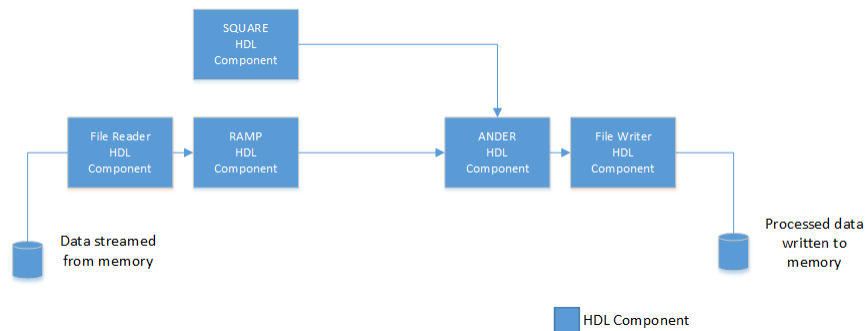 SQUARE
HDL
Component
File Reader
HDL
Component
RAMP
HDL
Component
ANDER
HDL
Component
File Writer
HDL
Component
Data streamed
from memory
Processed data
written to
memory
HDL Component